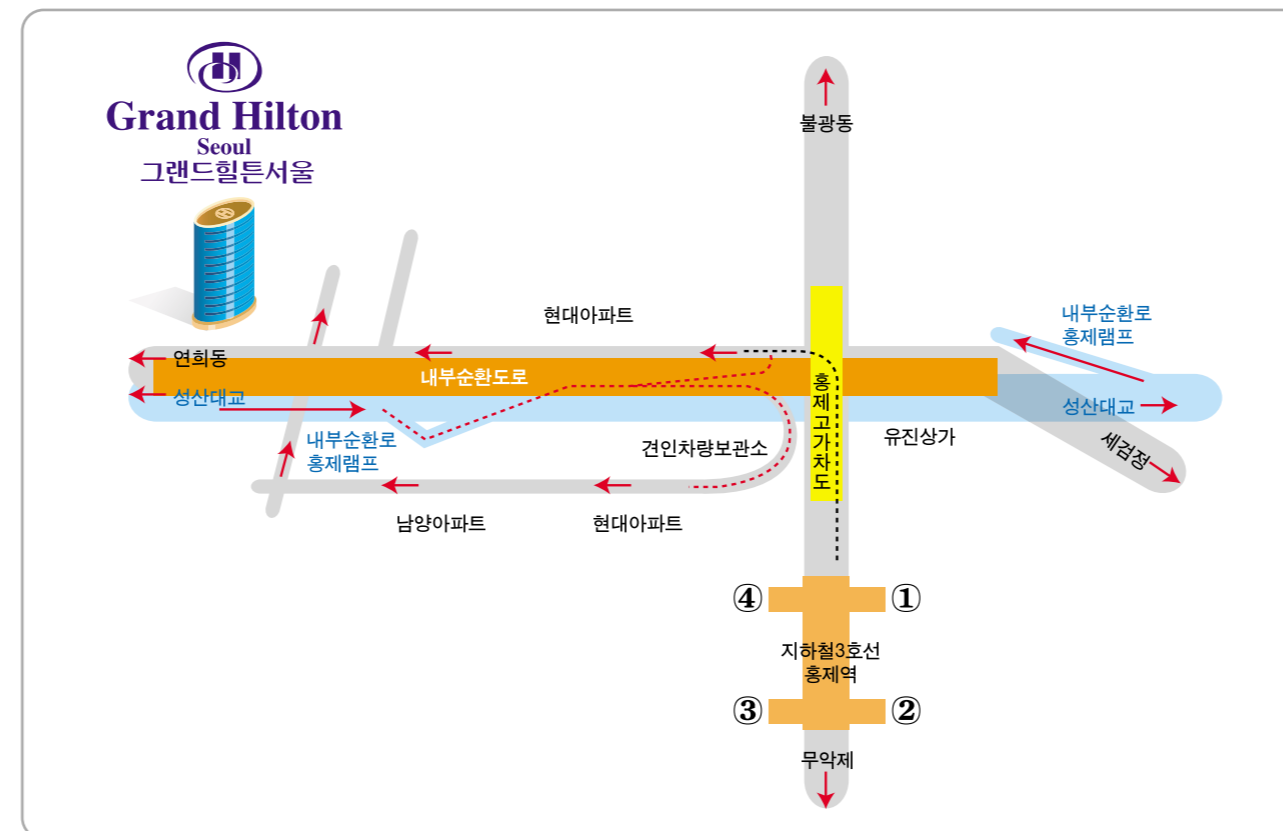 Grand Hilton
Seoul
그랜드힐튼서울
불광동
현대아파트
내부순환로
홍제램프
연희동
내부순환도로
홍제고가차도
성산대교
성산대교
내부순환로
홍제램프
견인차량보관소
유진상가
세검정
남양아파트
현대아파트
④
①
지하철3호선
홍제역
③
②
무악제